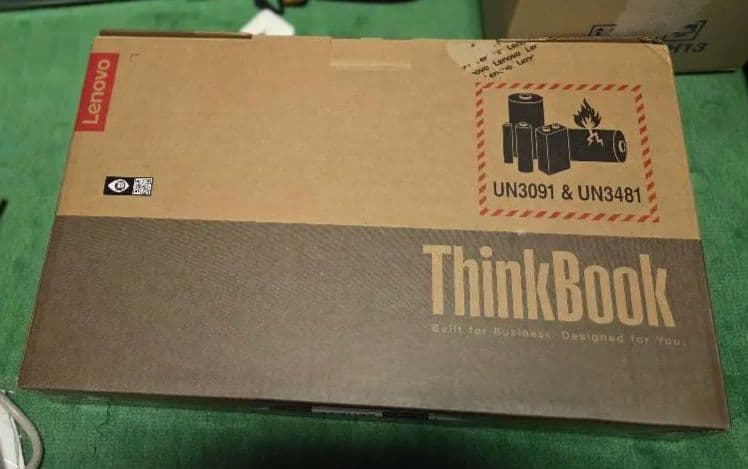 Lenovo
UN3091 & UN3481
ThinkBook
Built for Business. Designed for You.